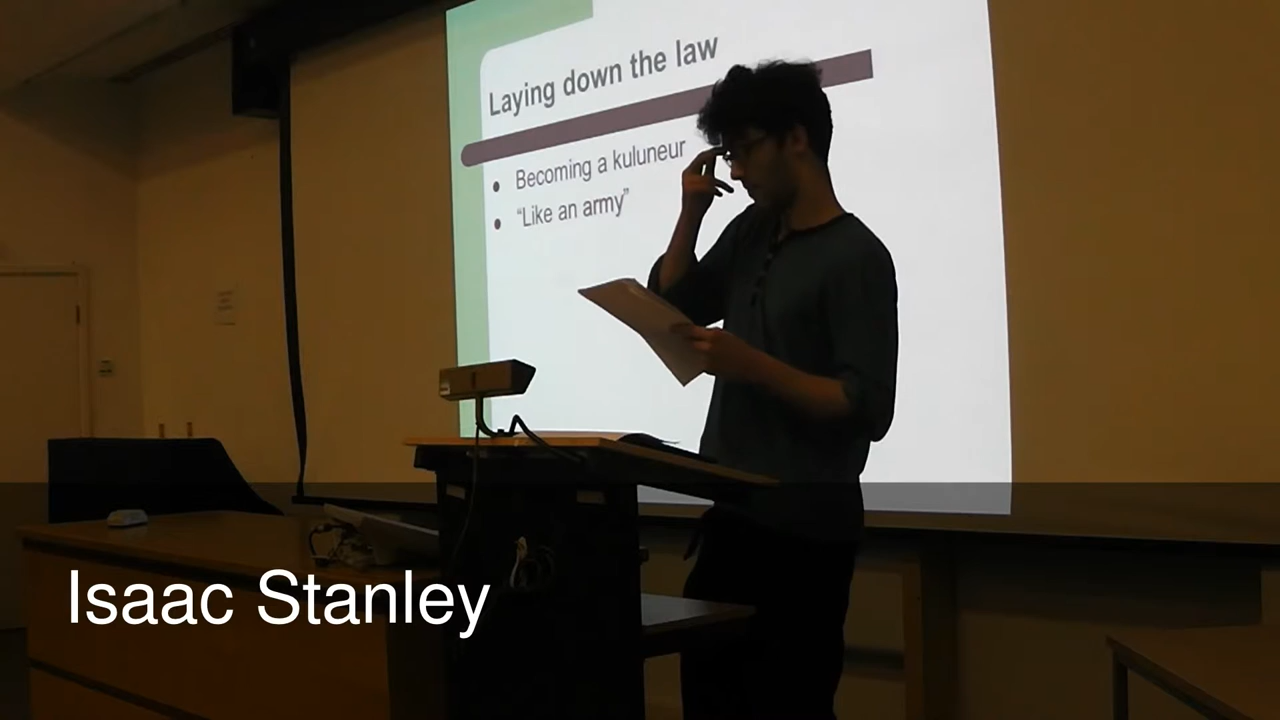 Laying down the law
• Becoming a kuluneur
• “Like an army”
Isaac Stanley